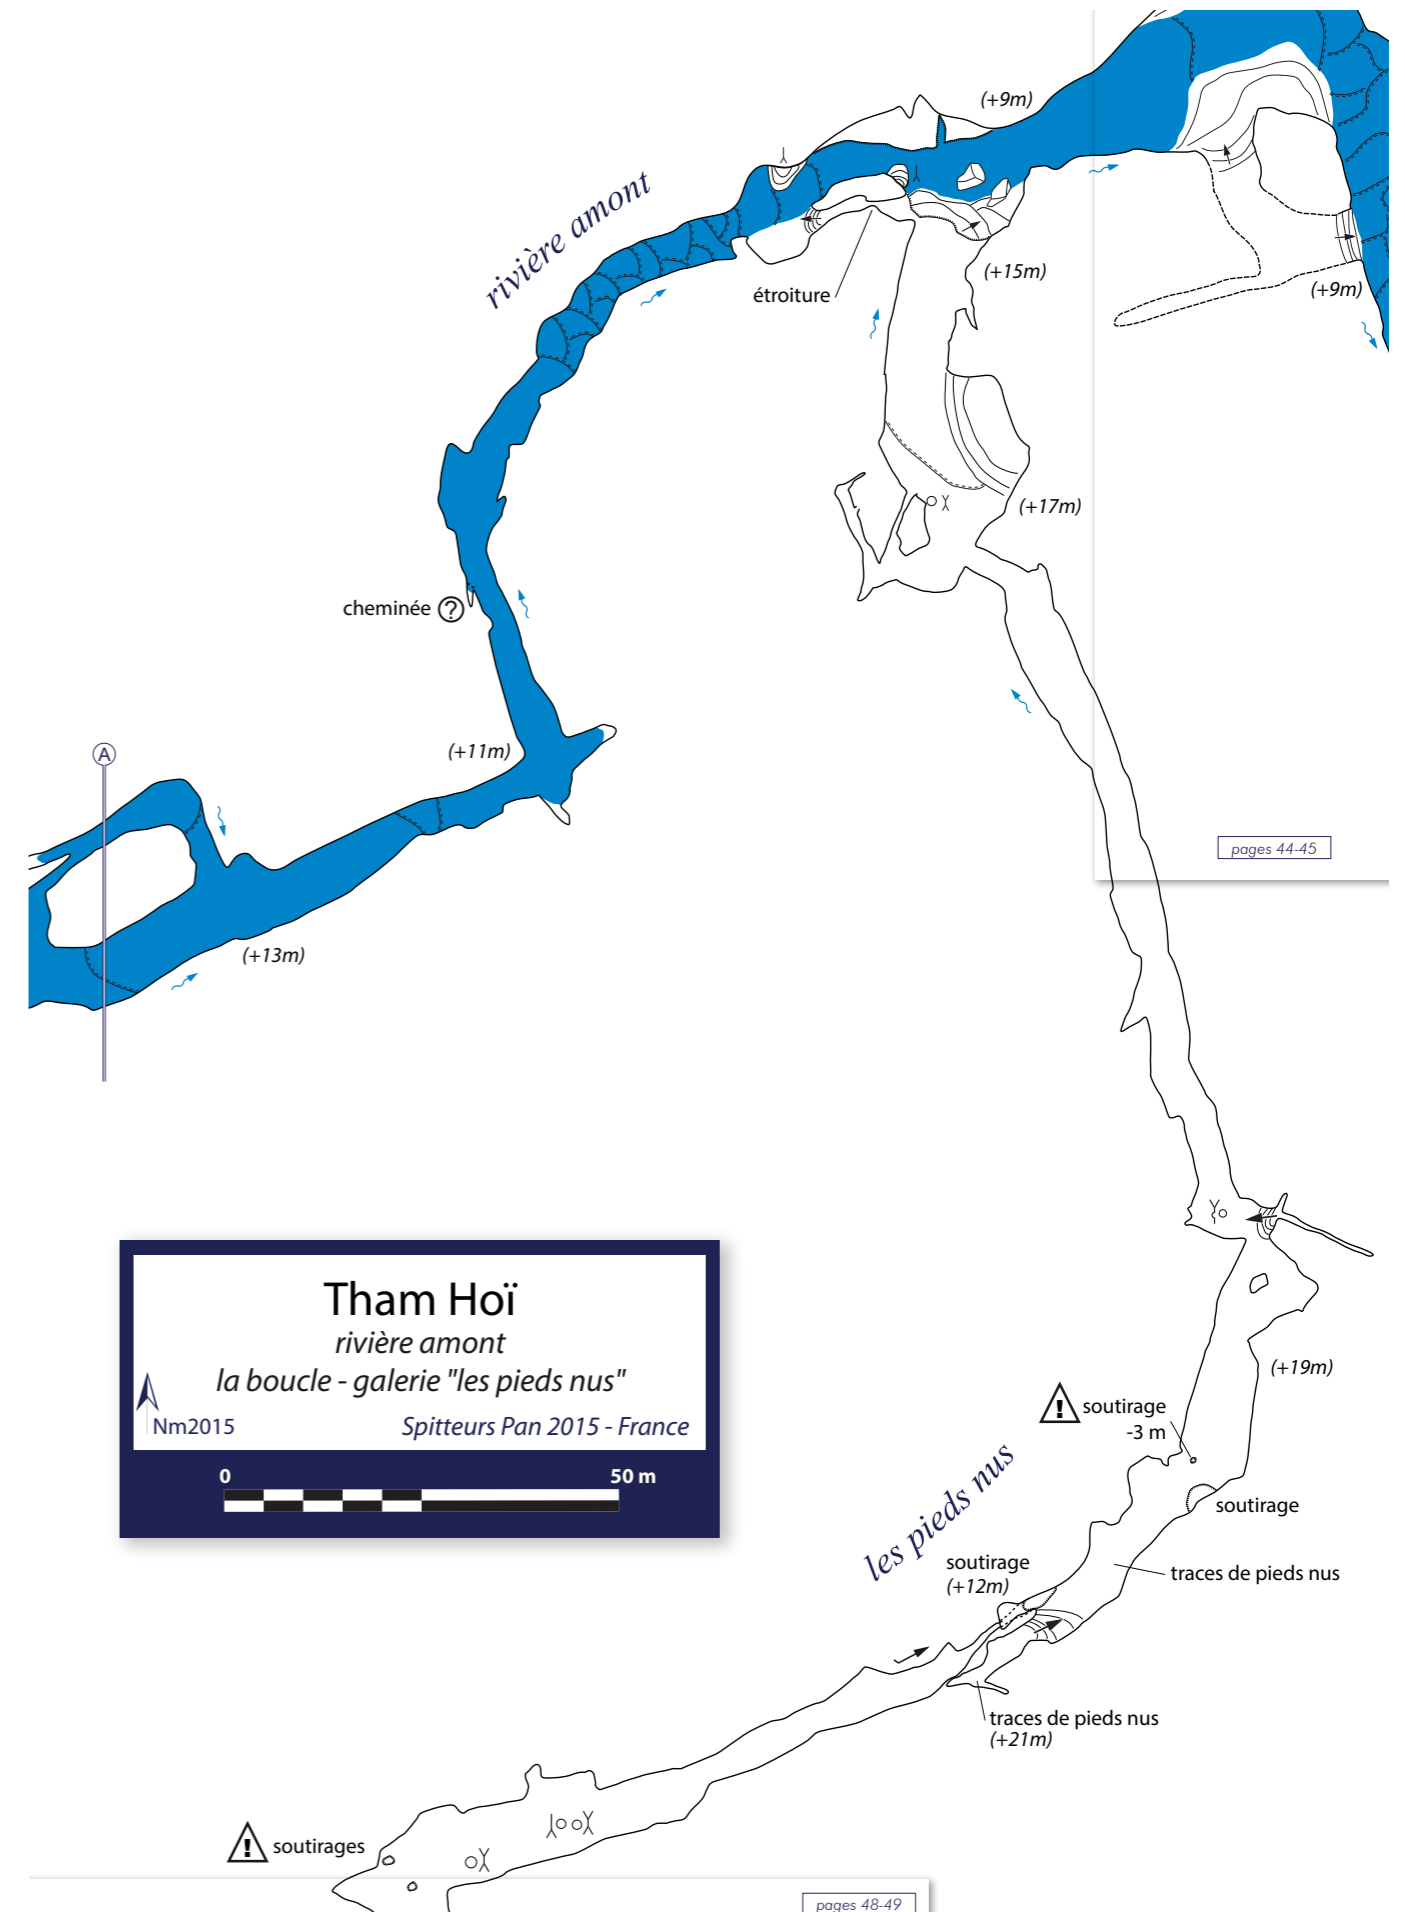 (+9m)
rivière amont
(+15m)
étroiture
(+9m)
(+17m)
cheminée ?
(+11m)
A
pages 44-45
(+13m)
Tham Hoï
rivière amont
la boucle - galerie "les pieds nus"
Nm2015
Spitteurs Pan 2015 - France
0
50 m
(+19m)
! soutirage
-3 m
soutirage
les pieds nus
soutirage
(+12m)
traces de pieds nus
traces de pieds nus
(+21m)
! soutirages
pages 48-49